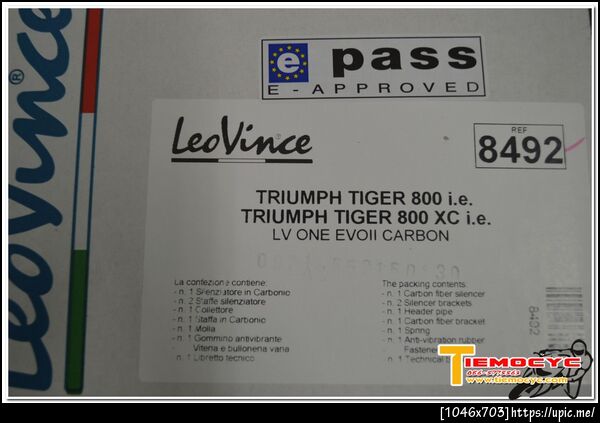 LeoVince®
e pass
E-APPROVED
LeoVince
REF
8492
TRIUMPH TIGER 800 i.e.
TRIUMPH TIGER 800 XC i.e.
LV ONE EVOII CARBON
La confezione contiene:
- n. 1 Silenziatore in Carbonio
- n. 2 Staffe silenziatore
- n. 1 Collettore
- n. 1 Staffa in Carbonio
- n. 1 Molla
- n. 1 Gommino antivibrante
Viteria e bulloneria varia
- n. 1 Libretto tecnico
The packing contents:
- n. 1 Carbon fiber silencer
- n. 2 Silencer brackets
- n. 1 Header pipe
- n. 1 Carbon fiber bracket
- n. 1 Spring
- n. 1 Anti-vibration rubber
Fastene
- n. 1 Technical b
8492
TIEMOCYC
www.tiemocyc.com
[1046x703]https://upic.me/